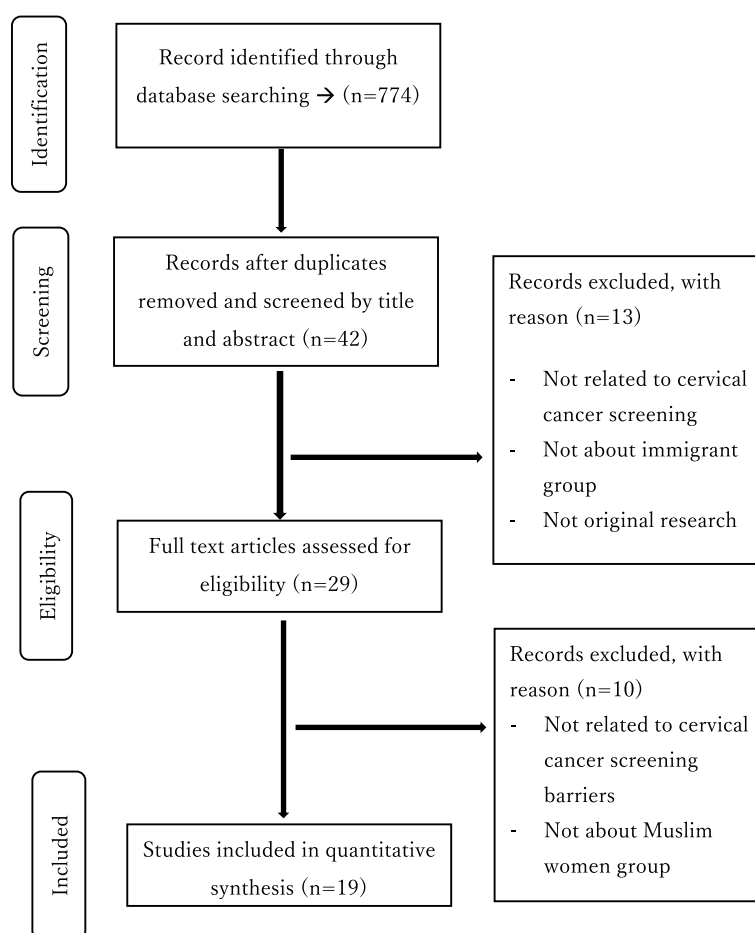 Identification
Record identified through
database searching → (n=774)
Screening
Records after duplicates
removed and screened by title
and abstract (n=42)
Records excluded, with
reason (n=13)
- Not related to cervical
cancer screening
- Not about immigrant
group
- Not original research
Eligibility
Full text articles assessed for
eligibility (n=29)
Records excluded, with
reason (n=10)
- Not related to cervical
cancer screening
barriers
- Not about Muslim
women group
Included
Studies included in quantitative
synthesis (n=19)